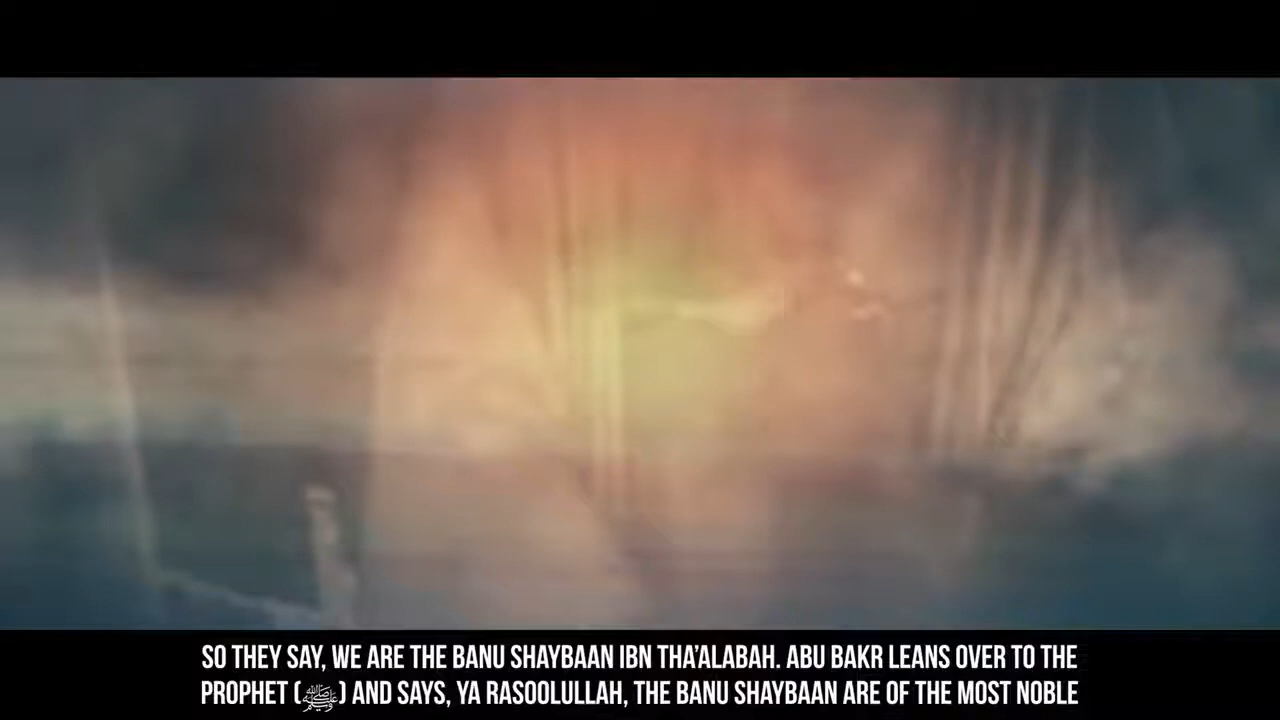 SO THEY SAY, WE ARE THE BANU SHAYBAAN IBN THA'ALABAH. ABU BAKR LEANS OVER TO THE
PROPHET (ﷺ) AND SAYS, YA RASOOLULLAH, THE BANU SHAYBAAN ARE OF THE MOST NOBLE